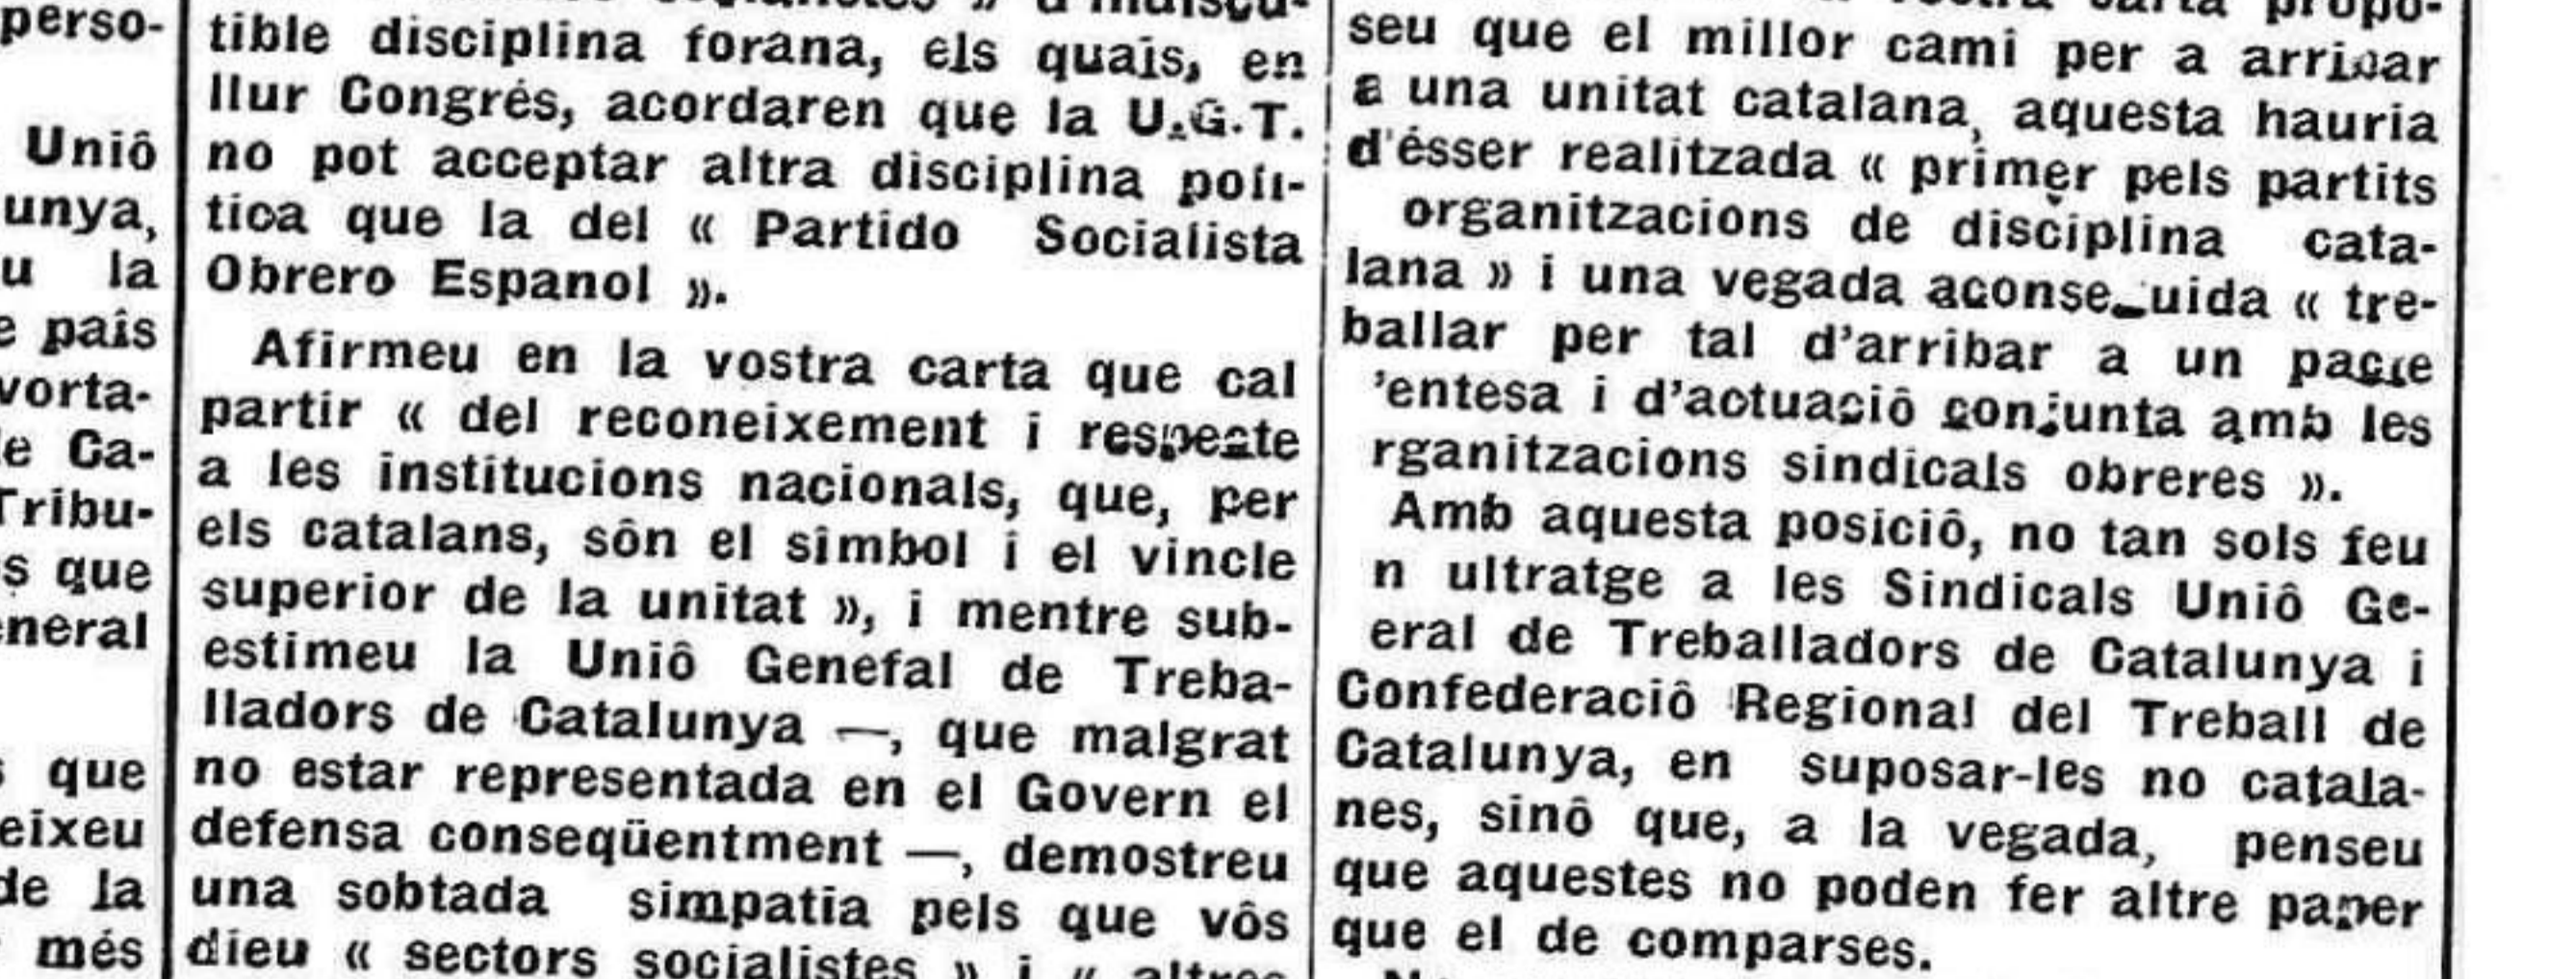 perso-
Uniô
unya,
u la
e pais
vorta-
e Ca-
Tribu-
s que
neral
que
eixeu
de la
més
tible disciplina forana, els quais, en
llur Congrés, acordaren que la U.G.T.
no pot acceptar altra disciplina poli-
tica que la del « Partido Socialista
Obrero Espanol ».
Afirmeu en la vostra carta que cal
partir « del reconeixement i respecte
a les institucions nacionals, que, per
els catalans, sôn el sîmbol i el vincle
superior de la unitat », i mentre sub-
estimeu la Uniô Genefal de Treba-
lladors de Catalunya —, que malgrat
no estar representada en el Govern el
defensa conseqüentment —, demostreu
una sobtada simpatia pels que vôs
dieu « sectors socialistes » i « altres
carta propo-
seu que el millor cami per a arribar
a una unitat catalana, aquesta hauria
d'ésser realitzada « primer pels partits
organitzacions de disciplina cata-
lana » i una vegada aconse_uida « tre-
ballar per tal d'arribar a un pacte
'entesa i d'actuaciô conjunta amb les
rganitzacions sindicals obreres ».
Amb aquesta posiciô, no tan sols feu
n ultratge a les Sindicals Uniô Ge-
eral de Treballadors de Catalunya i
Confederaciô Regional del Treball de
Catalunya, en suposar-les no catala-
nes, sinô que, a la vegada, penseu
que aquestes no poden fer altre paper
que el de comparses.